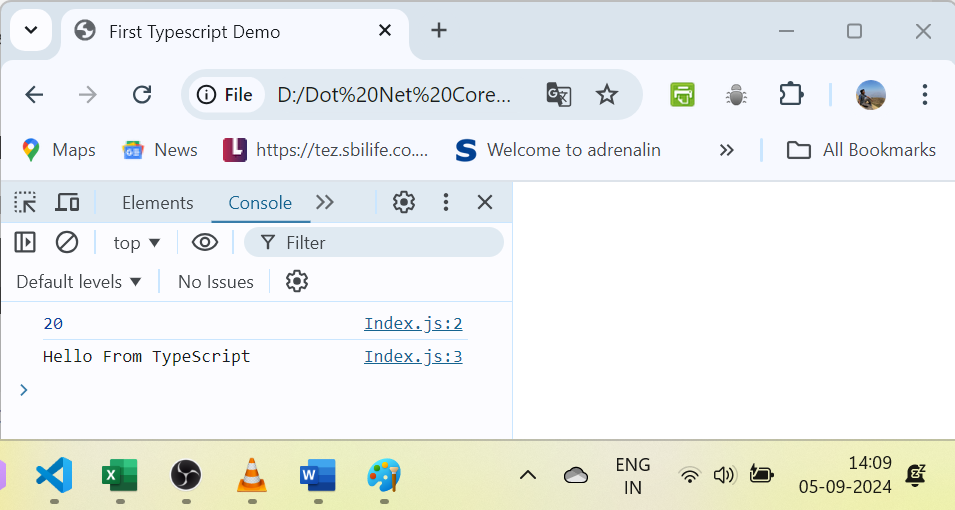 First Typescript Demo
File D:/Dot%20Net%20Core...
Maps News https://tez.sbilife.co.... Welcome to adrenalin All Bookmarks
Elements Console
top Filter
Default levels No Issues
20 Index.js:2
Hello From TypeScript Index.js:3
ENG 14:09
IN 05-09-2024